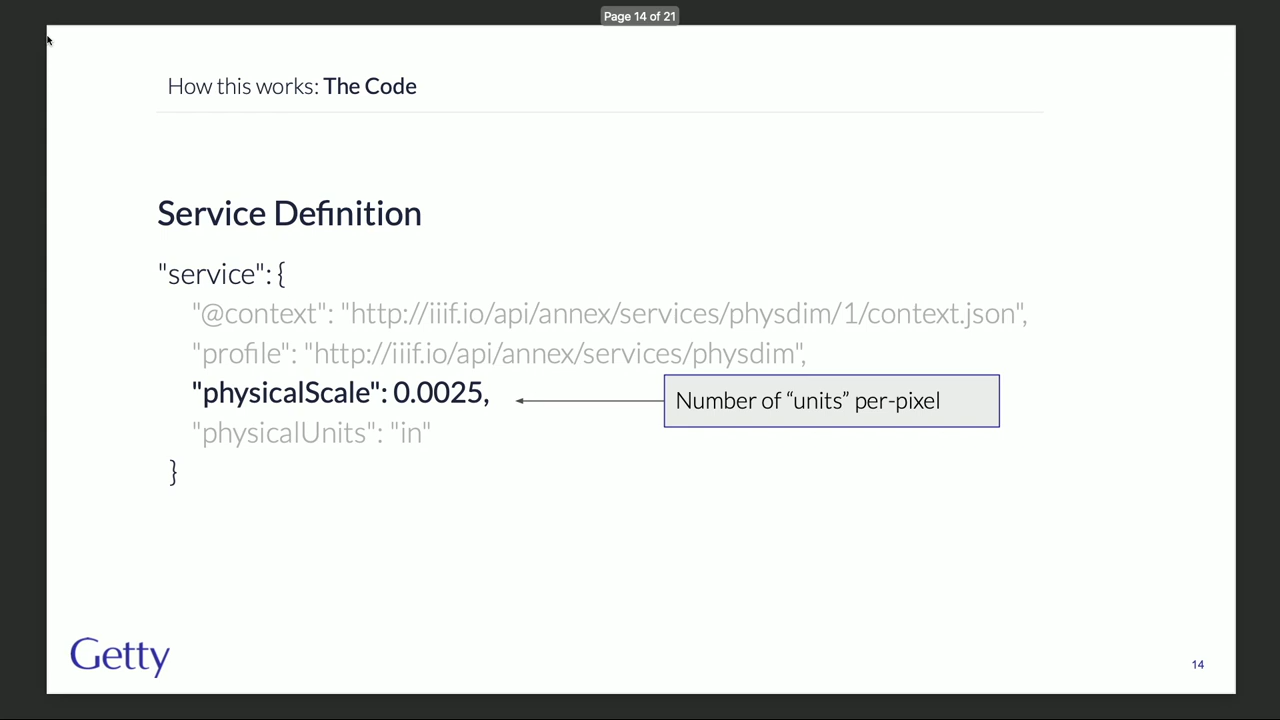 Page 14 of 21
How this works: The Code
Service Definition
"service": {
"@context": "http://iiif.io/api/annex/services/physdim/1/context.json",
"profile": "http://iiif.io/api/annex/services/physdim",
"physicalScale": 0.0025,
Number of “units” per-pixel
"physicalUnits": "in"
}
Getty
14